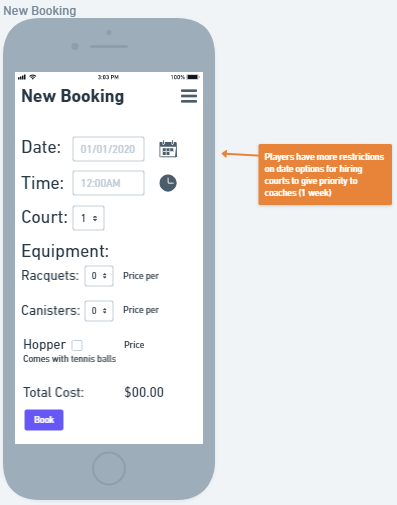 New Booking
3:03 PM 100%
New Booking
Date: 01/01/2020
Time: 12:00AM
Court: 1
Equipment:
Racquets: 0 Price per
Canisters: 0 Price per
Hopper Price
Comes with tennis balls
Total Cost: $00.00
Book
Players have more restrictions
on date options for hiring
courts to give priority to
coaches (1 week)